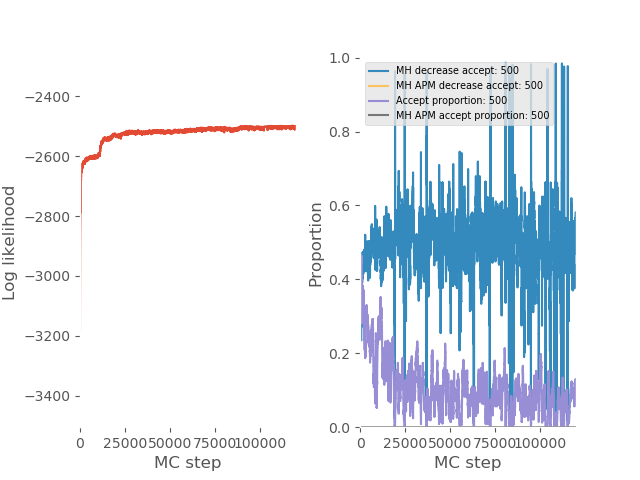 −2400
−2600
−2800
−3000
−3200
−3400
Log likelihood
0
25000
50000
75000
100000
MC step
1.0
0.8
0.6
0.4
0.2
0.0
Proportion
MH decrease accept: 500
MH APM decrease accept: 500
Accept proportion: 500
MH APM accept proportion: 500
0
25000
50000
75000
100000
MC step